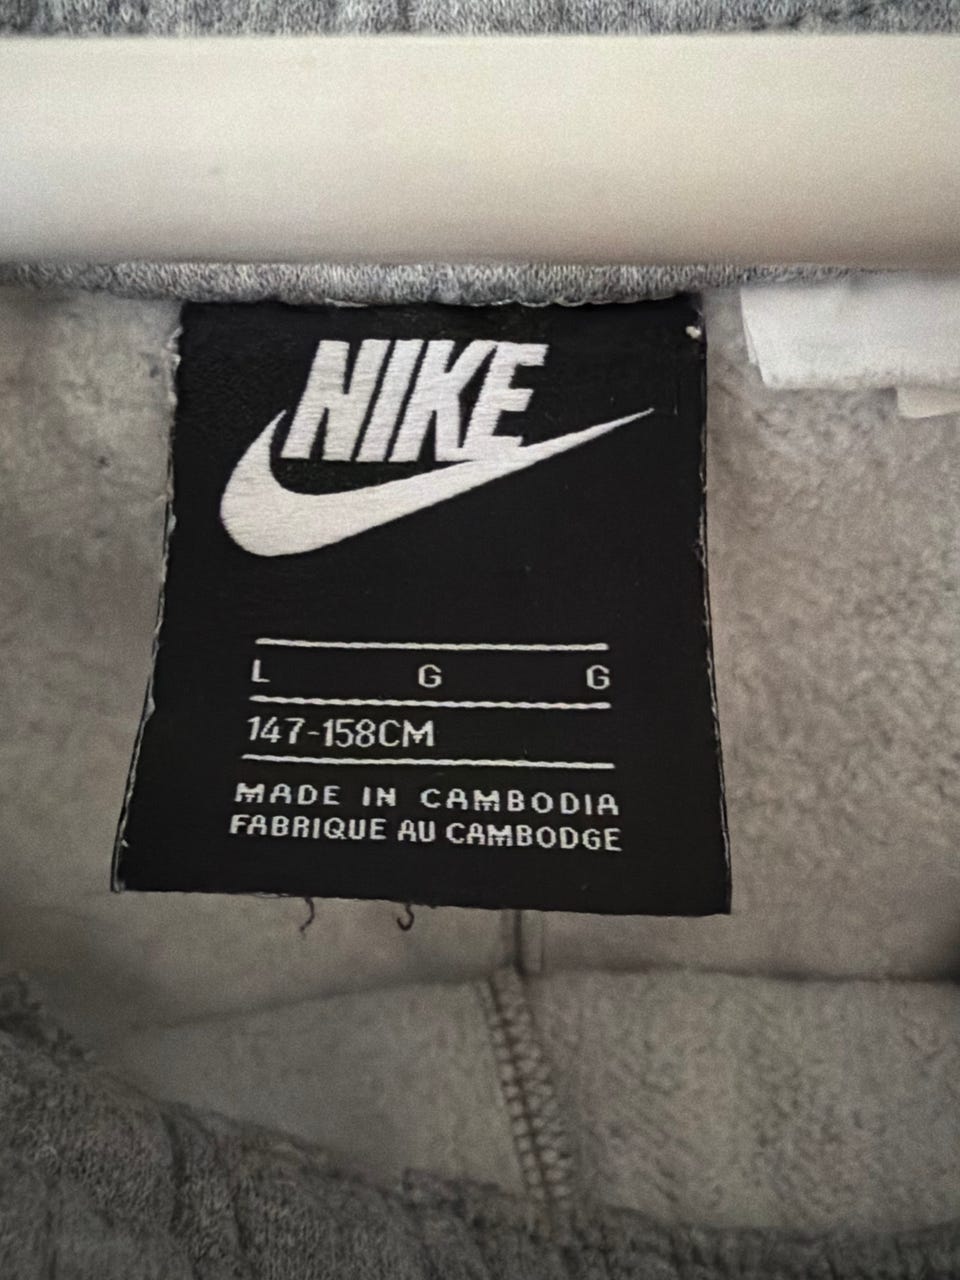 NIKE
L G G
147-158CM
MADE IN CAMBODIA
FABRIQUE AU CAMBODGE